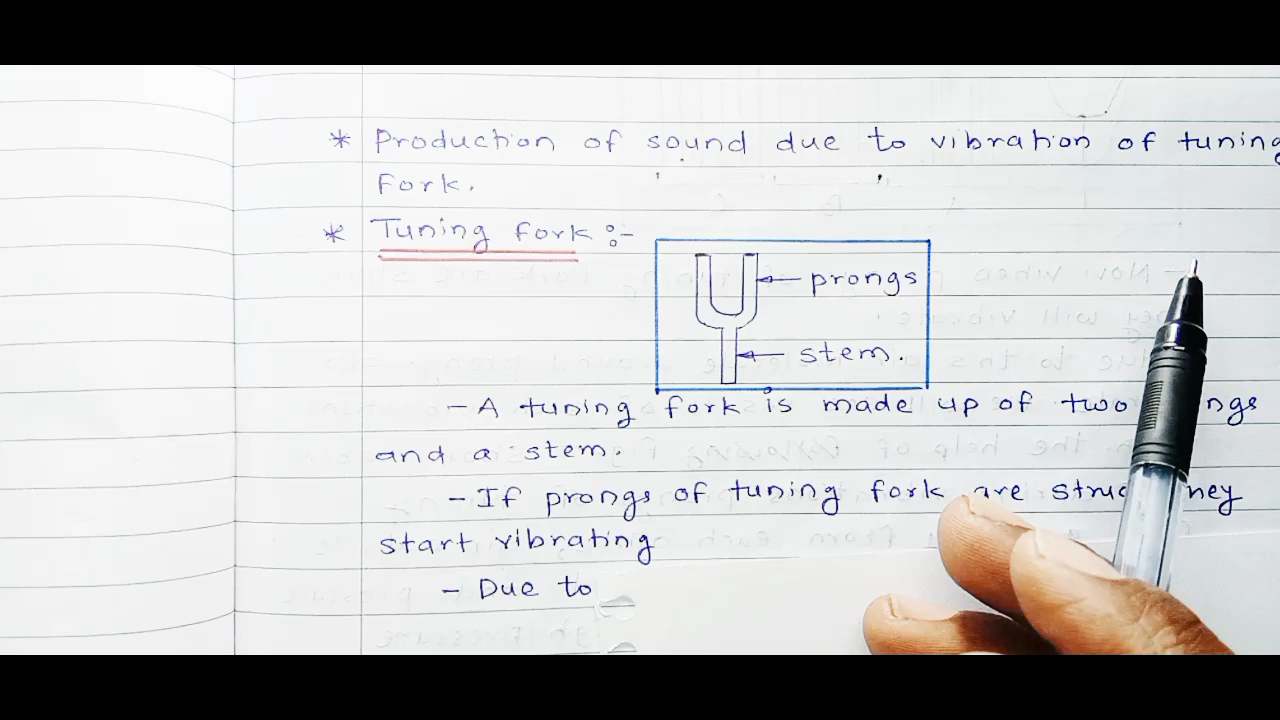 * Production of sound due to vibration of tuning
fork.
* Tuning fork :-
prongs
stem.
- A tuning fork is made up of two
and a stem.
- If prongs of tuning fork are
start vibrating
- Due to